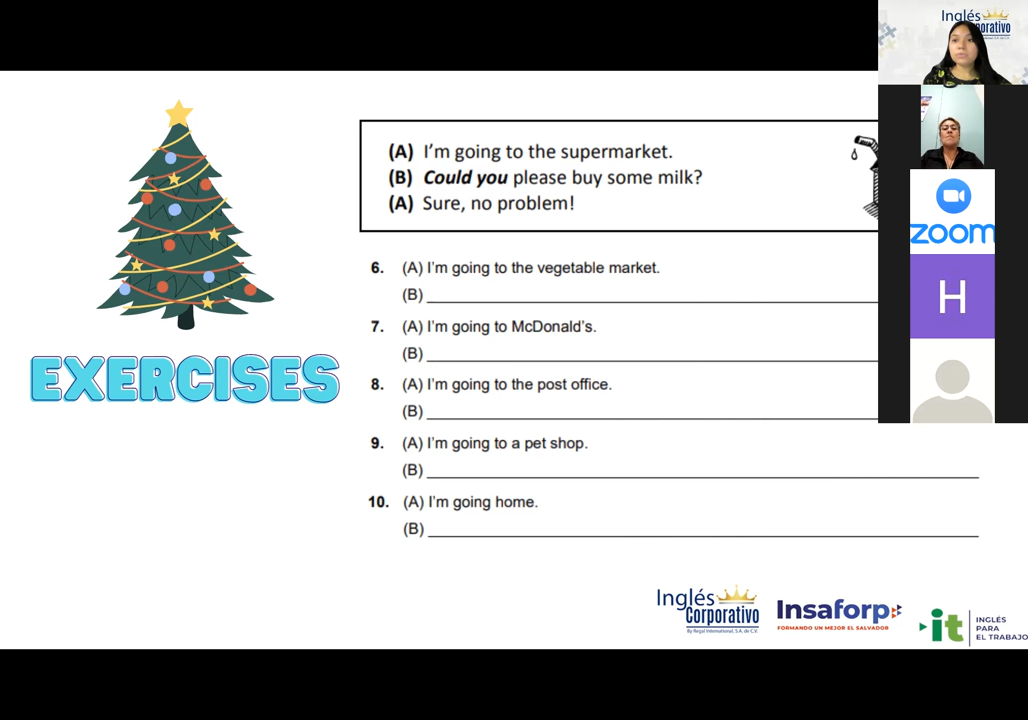 Inglés
(A) I'm going to the supermarket.
(B) Could you please buy some milk?
(A) Sure, no problem!
6. (A) I'm going to the vegetable market.
(B)
7. (A) I'm going to McDonald's.
(B)
8. (A) I'm going to the post office.
(B)
9. (A) I'm going to a pet shop.
(B)
10. (A) I'm going home.
(B)
EXERCISES
zoom
H
Inglés
Corporativo
By Regal International, S.A. de C.V.
Insaforp
FORMANDO UN MEJOR EL SALVADOR
it
INGLÉS
PARA
EL TRABAJO